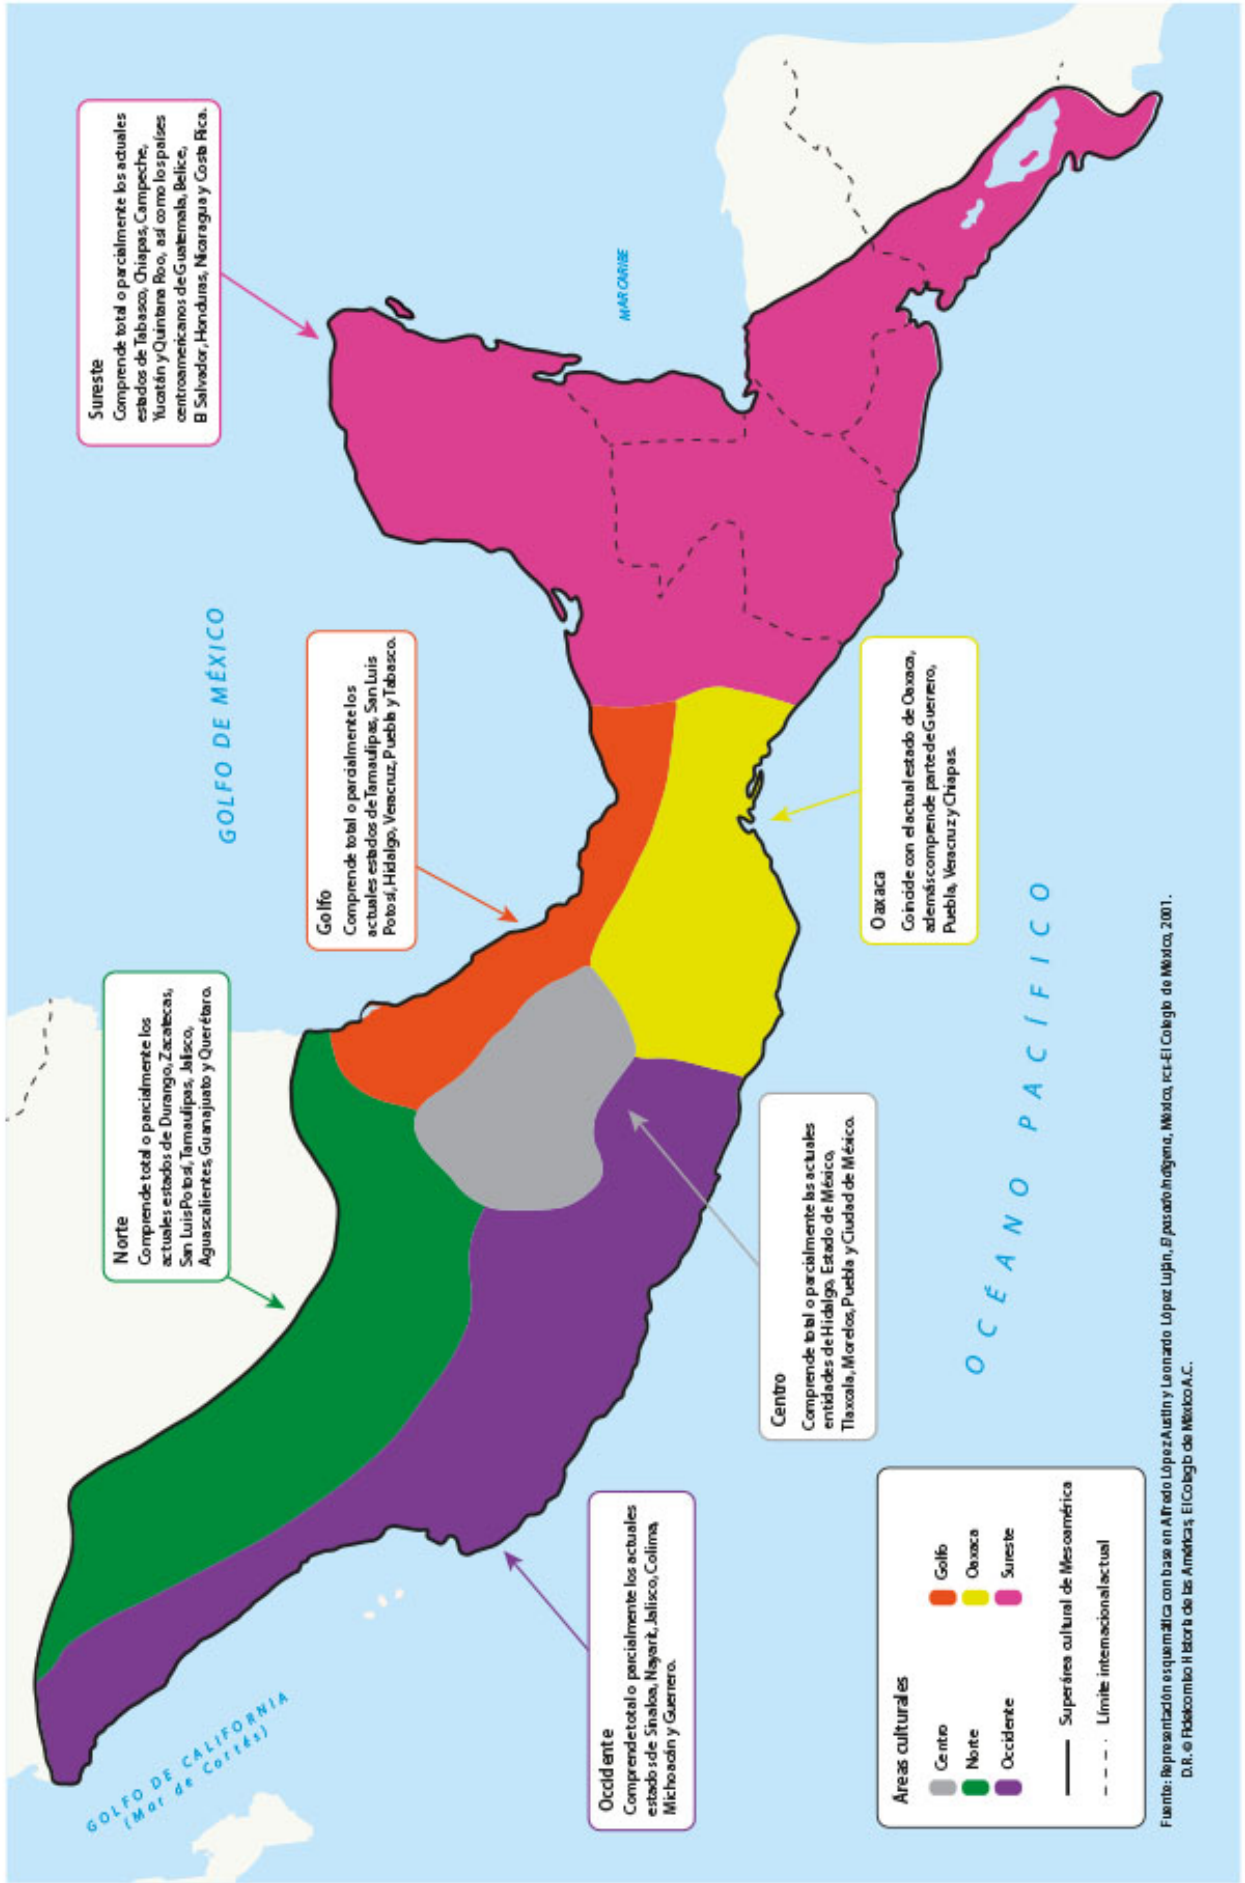 Sureste
Comprende total o parcialmente los actuales
estados de Tabasco, Chiapas, Campeche,
Yucatán y Quintana Roo, así como los países
centroamericanos de Guatemala, Belice,
El Salvador, Honduras, Nicaragua y Costa Rica.
GOLFO DE MÉXICO
MAR CARIBE
Golfo
Comprende total o parcialmente los
actuales estados de Tamaulipas, San Luis
Potosí, Hidalgo, Veracruz, Puebla y Tabasco.
Norte
Comprende total o parcialmente los
actuales estados de Durango, Zacatecas,
San Luis Potosí, Tamaulipas, Jalisco,
Aguascalientes, Guanajuato y Querétaro.
Oaxaca
Coincide con el actual estado de Oaxaca,
además comprende parte de Guerrero,
Puebla, Veracruz y Chiapas.
Centro
Comprende total o parcialmente las actuales
entidades de Hidalgo, Estado de México,
Tlaxcala, Morelos, Puebla y Ciudad de México.
OCÉANO PACÍFICO
GOLFO DE CALIFORNIA
(Mar de Cortés)
Occidente
Comprende total o parcialmente los actuales
estados de Sinaloa, Nayarit, Jalisco, Colima,
Michoacán y Guerrero.
Áreas culturales
Centro
Norte
Occidente
Golfo
Oaxaca
Sureste
Superárea cultural de Mesoamérica
Límite internacional actual
Fuente: Representación esquemática con base en Alfredo López Austin y Leonardo López Luján, El pasado indígena, México, FCE-El Colegio de México, 2001.
D.R. © Fideicomiso Historia de las Américas, El Colegio de México A.C.